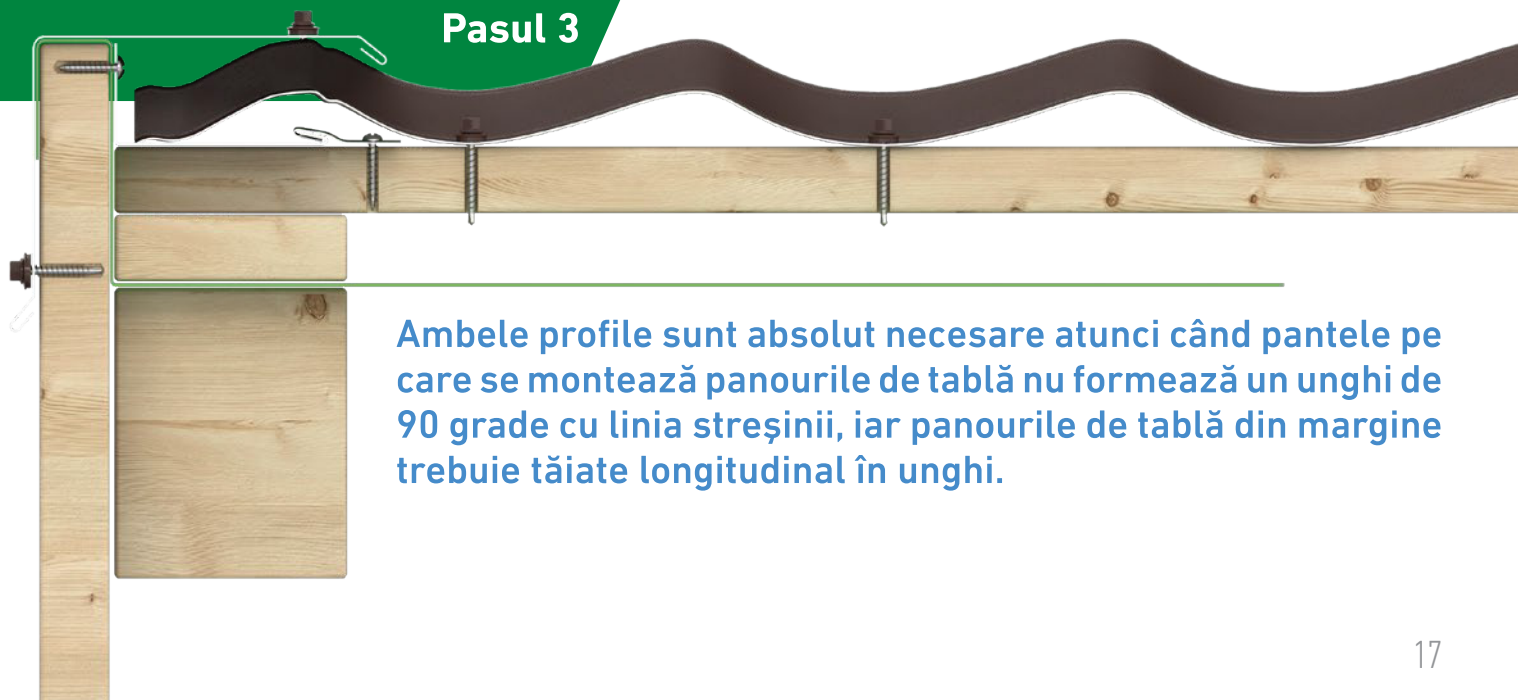 Pasul 3
Ambele profile sunt absolut necesare atunci când pantele pe
care se montează panourile de tablă nu formează un unghi de
90 grade cu linia streșinii, iar panourile de tablă din margine
trebuie tăiate longitudinal în unghi.
17